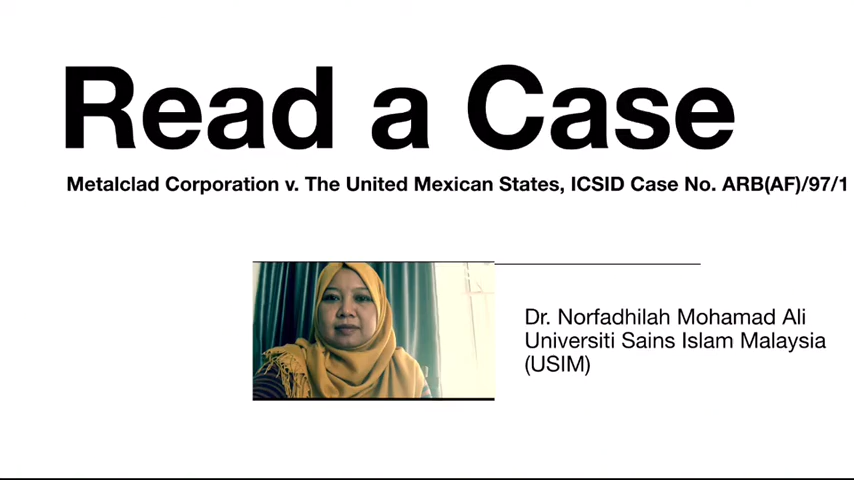 Read a Case
Metalclad Corporation v. The United Mexican States, ICSID Case No. ARB(AF)/97/1
Dr. Norfadhilah Mohamad Ali
Universiti Sains Islam Malaysia
(USIM)